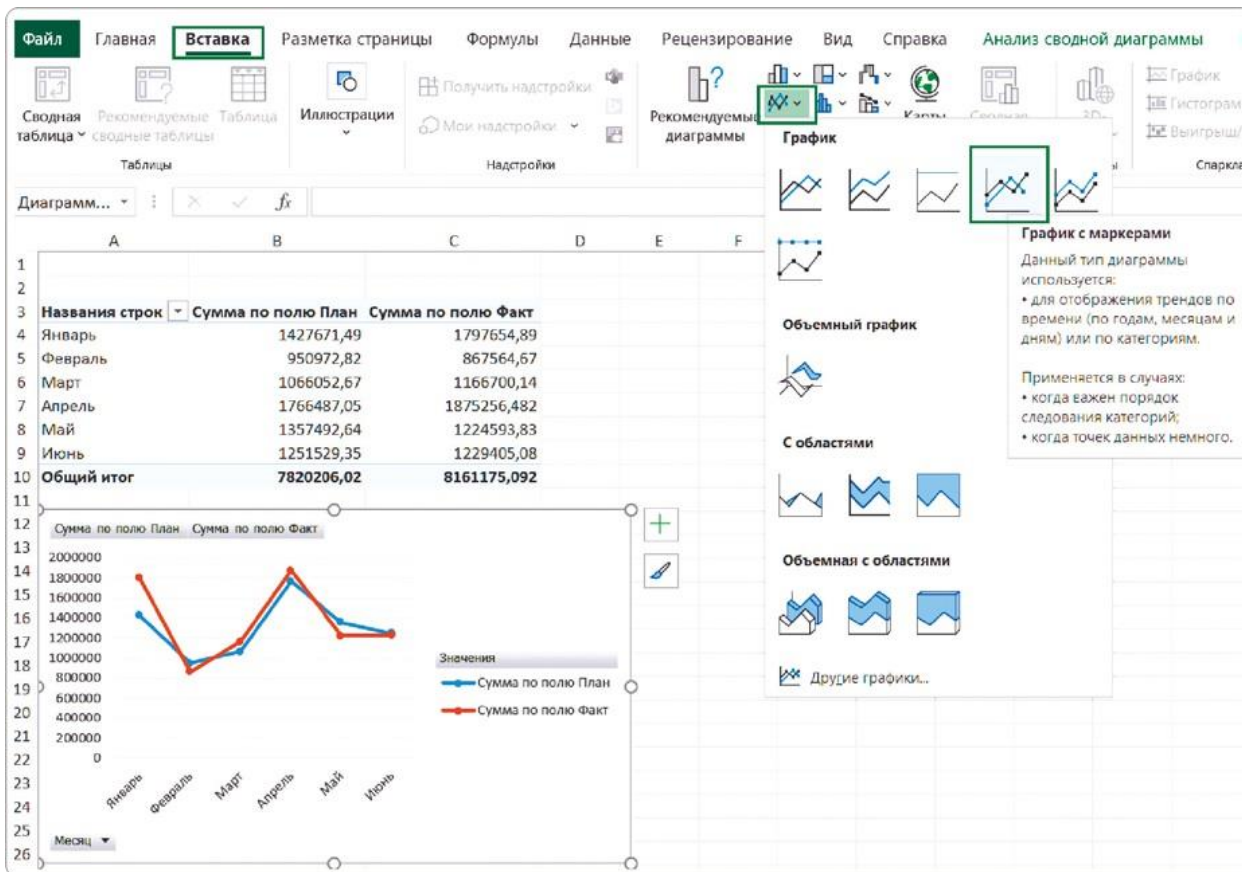 Файл Главная Вставка Разметка страницы Формулы Данные Рецензирование Вид Справка Анализ сводной диаграммы
Сводная таблица
Рекомендуемые сводные таблицы
Таблица
Иллюстрации
Получить надстройки
Мои надстройки
Рекомендуемые диаграммы
Карты
Сводная
3D-
График
Гистограм
Выигрыш/
Таблицы
Надстройки
Спаркла
Диаграмм...
fx
График
График с маркерами
Данный тип диаграммы
используется:
• для отображения трендов по
времени (по годам, месяцам и
дням) или по категориям.
Применяется в случаях:
• когда важен порядок
следования категорий;
• когда точек данных немного.
Объемный график
С областями
Объемная с областями
Другие графики...
A B C D E F
1
2
3 Названия строк Сумма по полю План Сумма по полю Факт
4 Январь 1427671,49 1797654,89
5 Февраль 950972,82 867564,67
6 Март 1066052,67 1166700,14
7 Апрель 1766487,05 1875256,482
8 Май 1357492,64 1224593,83
9 Июнь 1251529,35 1229405,08
10 Общий итог 7820206,02 8161175,092
11
12
13
14
15
16
17
18
19
20
21
22
23
24
25
26
Сумма по полю План Сумма по полю Факт
2000000
1800000
1600000
1400000
1200000
1000000
800000
600000
400000
200000
0
Январь Февраль Март Апрель Май Июнь
Значения
Сумма по полю План
Сумма по полю Факт
Месяц